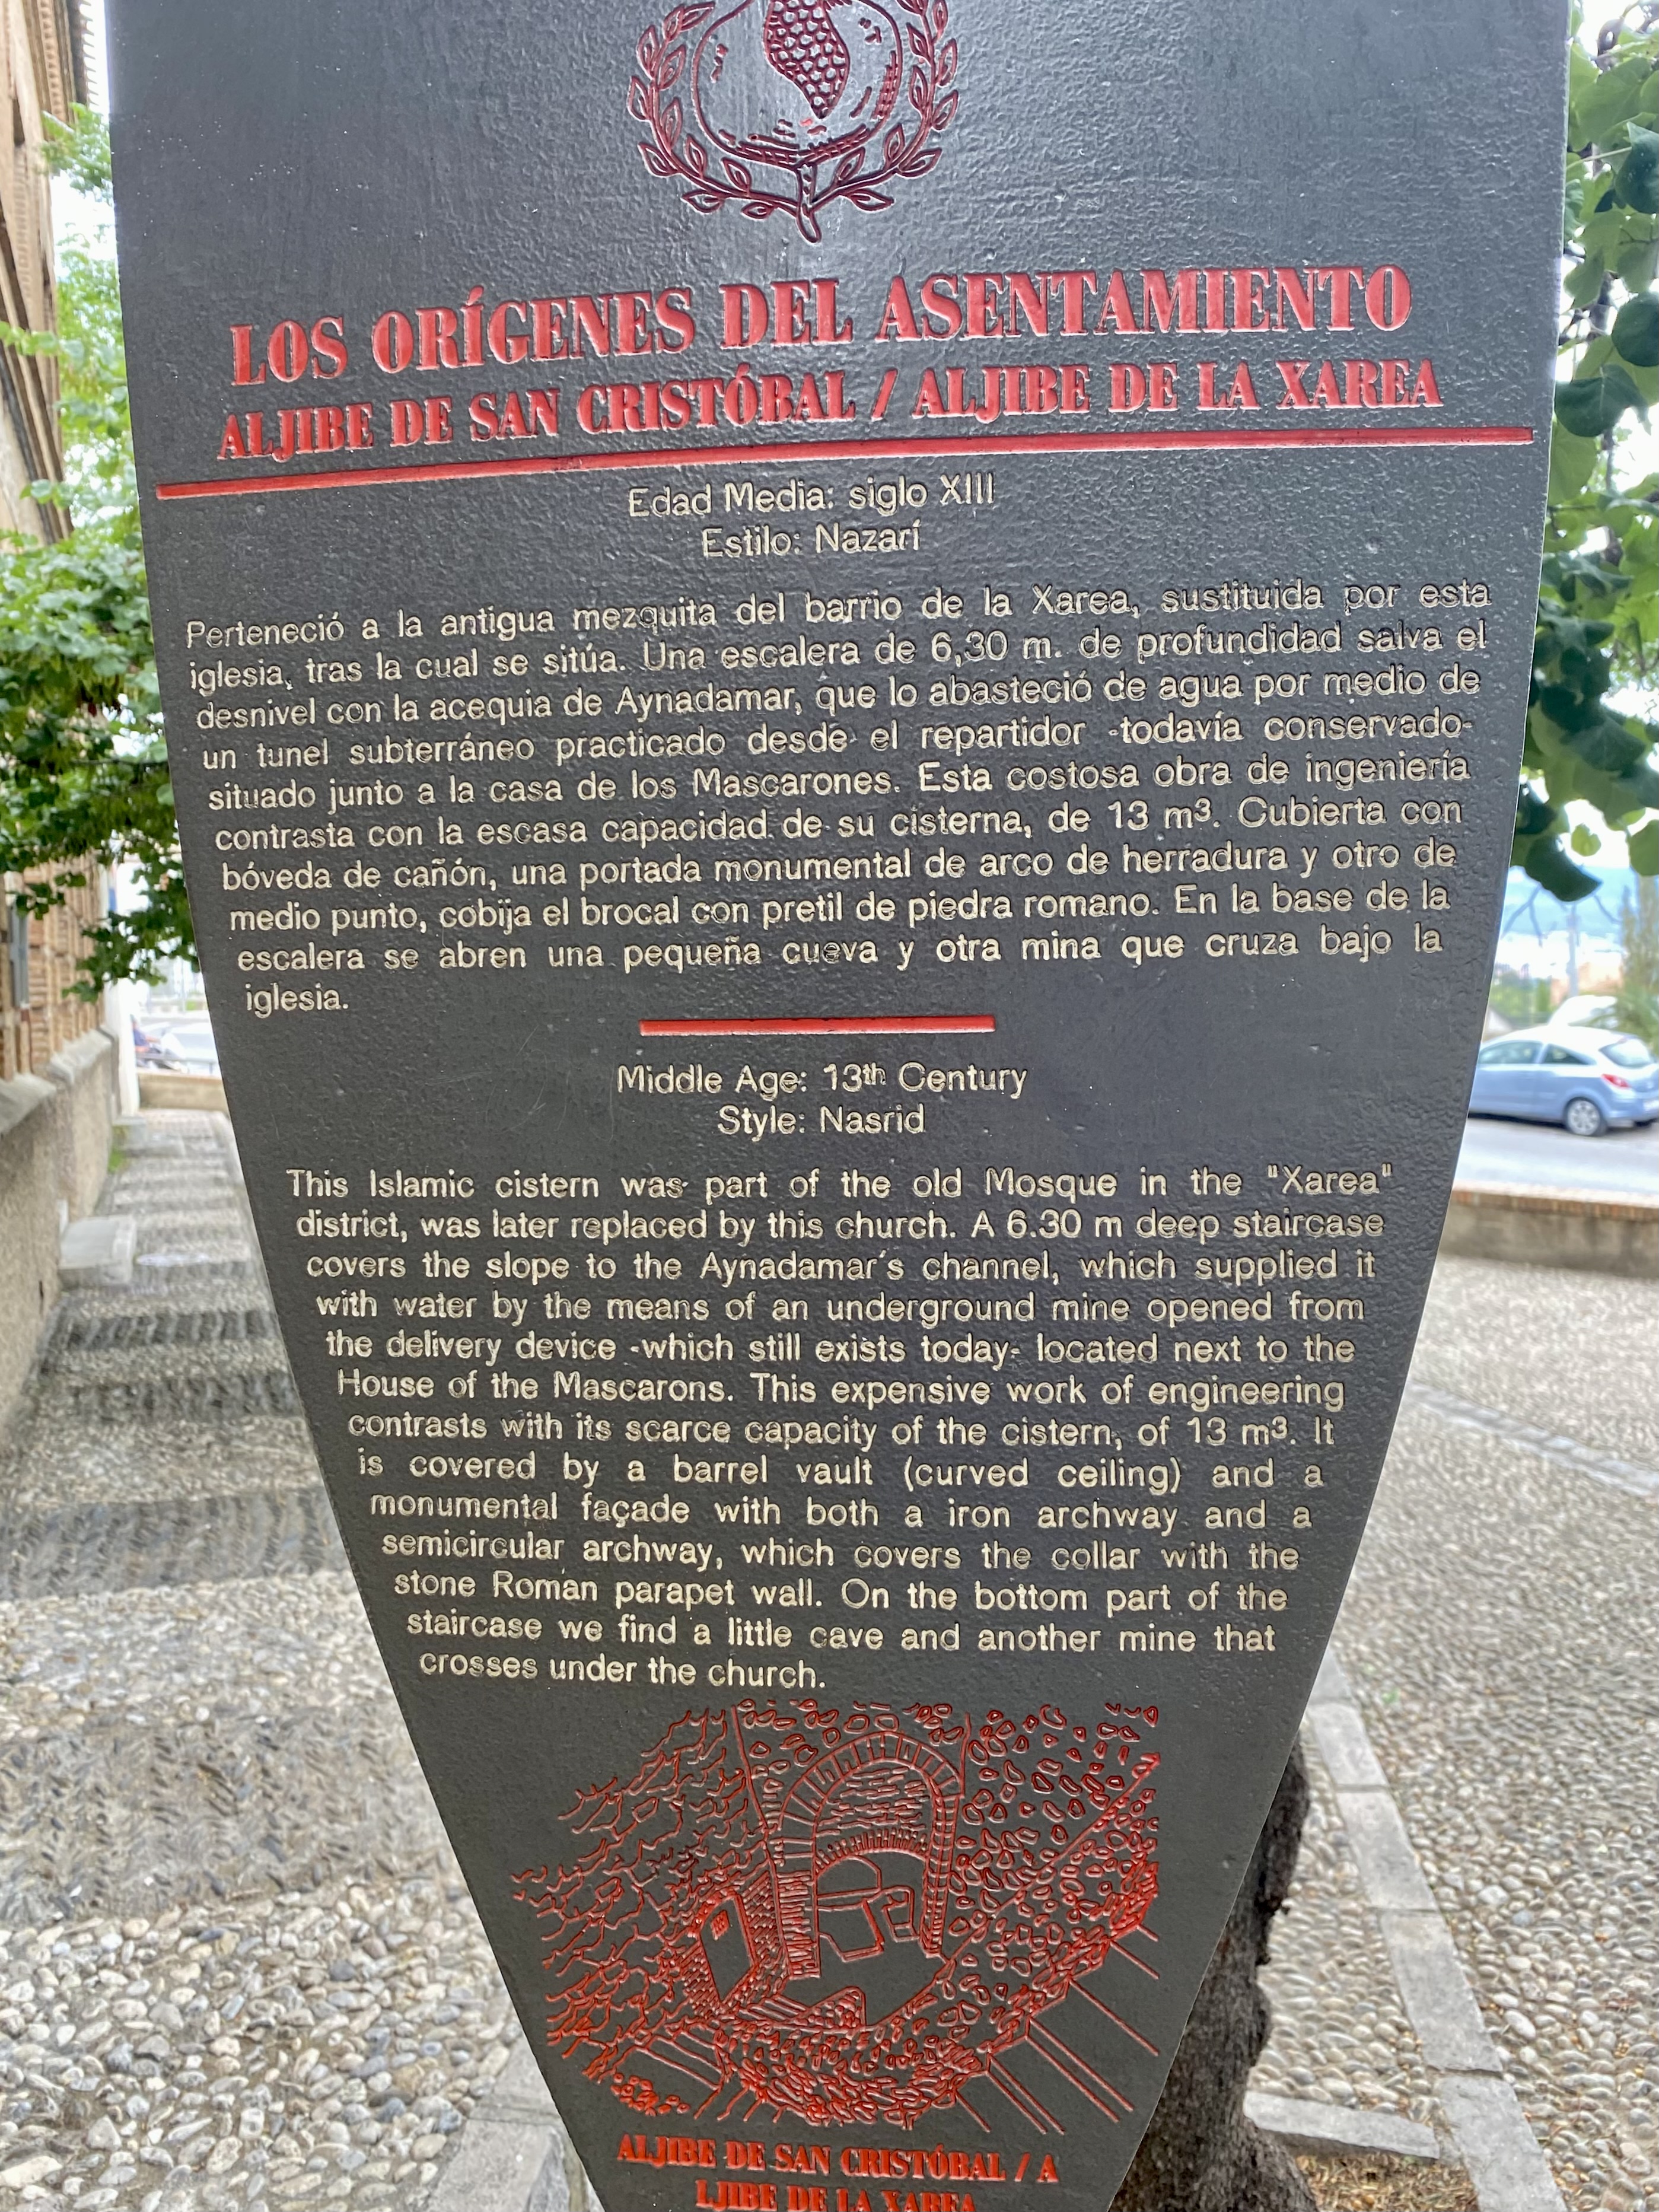 LOS ORÍGENES DEL ASENTAMIENTO
ALJIBE DE SAN CRISTÓBAL / ALJIBE DE LA XAREA
Edad Media: siglo XIII
Estilo: Nazarí
Perteneció a la antigua mezquita del barrio de la Xarea, sustituida por esta
iglesia, tras la cual se sitúa. Una escalera de 6,30 m. de profundidad salva el
desnivel con la acequia de Aynadamar, que lo abasteció de agua por medio de
un tunel subterráneo practicado desde el repartidor -todavía conservado-
situado junto a la casa de los Mascarones. Esta costosa obra de ingeniería
contrasta con la escasa capacidad de su cisterna, de 13 m³. Cubierta con
bóveda de cañón, una portada monumental de arco de herradura y otro de
medio punto, cobija el brocal con pretil de piedra romano. En la base de la
escalera se abren una pequeña cueva y otra mina que cruza bajo la
iglesia.
Middle Age: 13th Century
Style: Nasrid
This Islamic cistern was part of the old Mosque in the "Xarea"
district, was later replaced by this church. A 6.30 m deep staircase
covers the slope to the Aynadamar´s channel, which supplied it
with water by the means of an underground mine opened from
the delivery device -which still exists today- located next to the
House of the Mascarons. This expensive work of engineering
contrasts with its scarce capacity of the cistern, of 13 m³. It
is covered by a barrel vault (curved ceiling) and a
monumental façade with both a iron archway and a
semicircular archway, which covers the collar with the
stone Roman parapet wall. On the bottom part of the
staircase we find a little cave and another mine that
crosses under the church.
ALJIBE DE SAN CRISTÓBAL / A
LJIBE DE LA XAREA